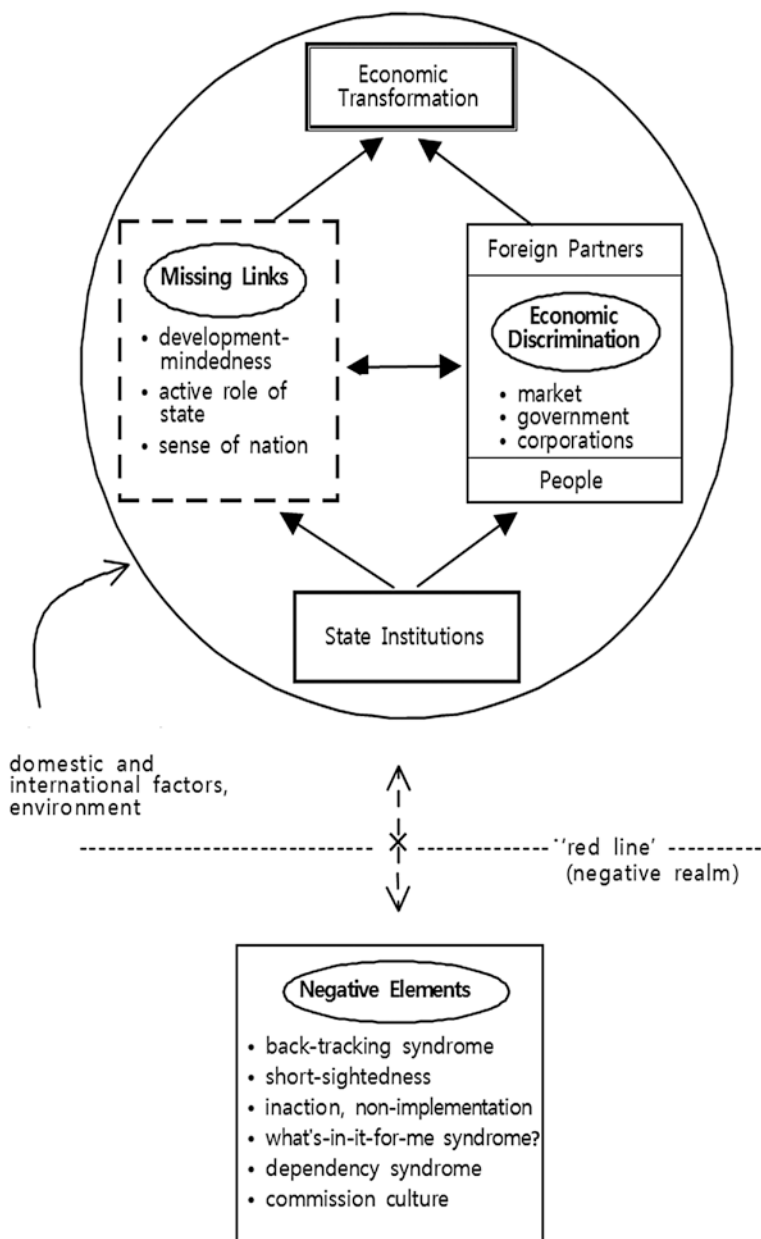 Economic
Transformation
Missing Links
• development-
mindedness
• active role of
state
• sense of nation
Foreign Partners
Economic
Discrimination
• market
• government
• corporations
People
State Institutions
domestic and
international factors,
environment
'red line'
(negative realm)
Negative Elements
• back-tracking syndrome
• short-sightedness
• inaction, non-implementation
• what's-in-it-for-me syndrome?
• dependency syndrome
• commission culture